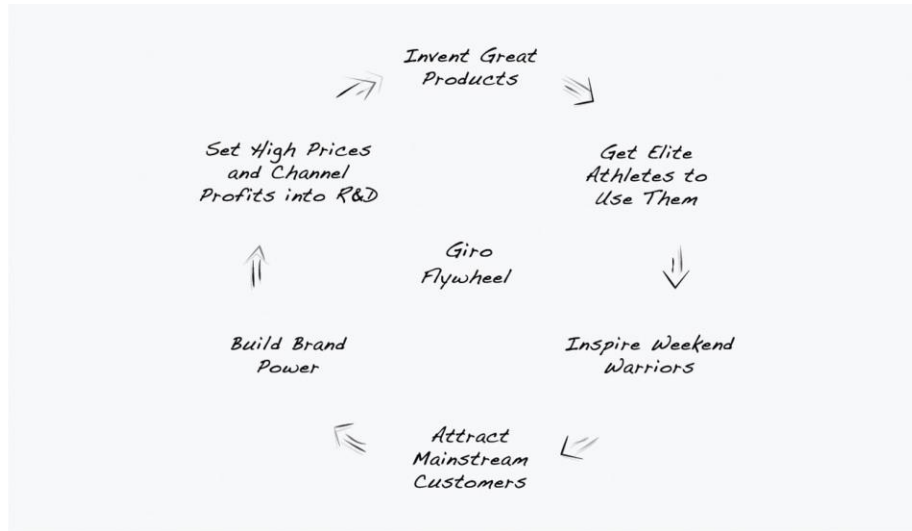 Invent Great
Products
Get Elite
Athletes to
Use Them
Inspire Weekend
Warriors
Attract
Mainstream
Customers
Build Brand
Power
Set High Prices
and Channel
Profits into R&D
Giro
Flywheel